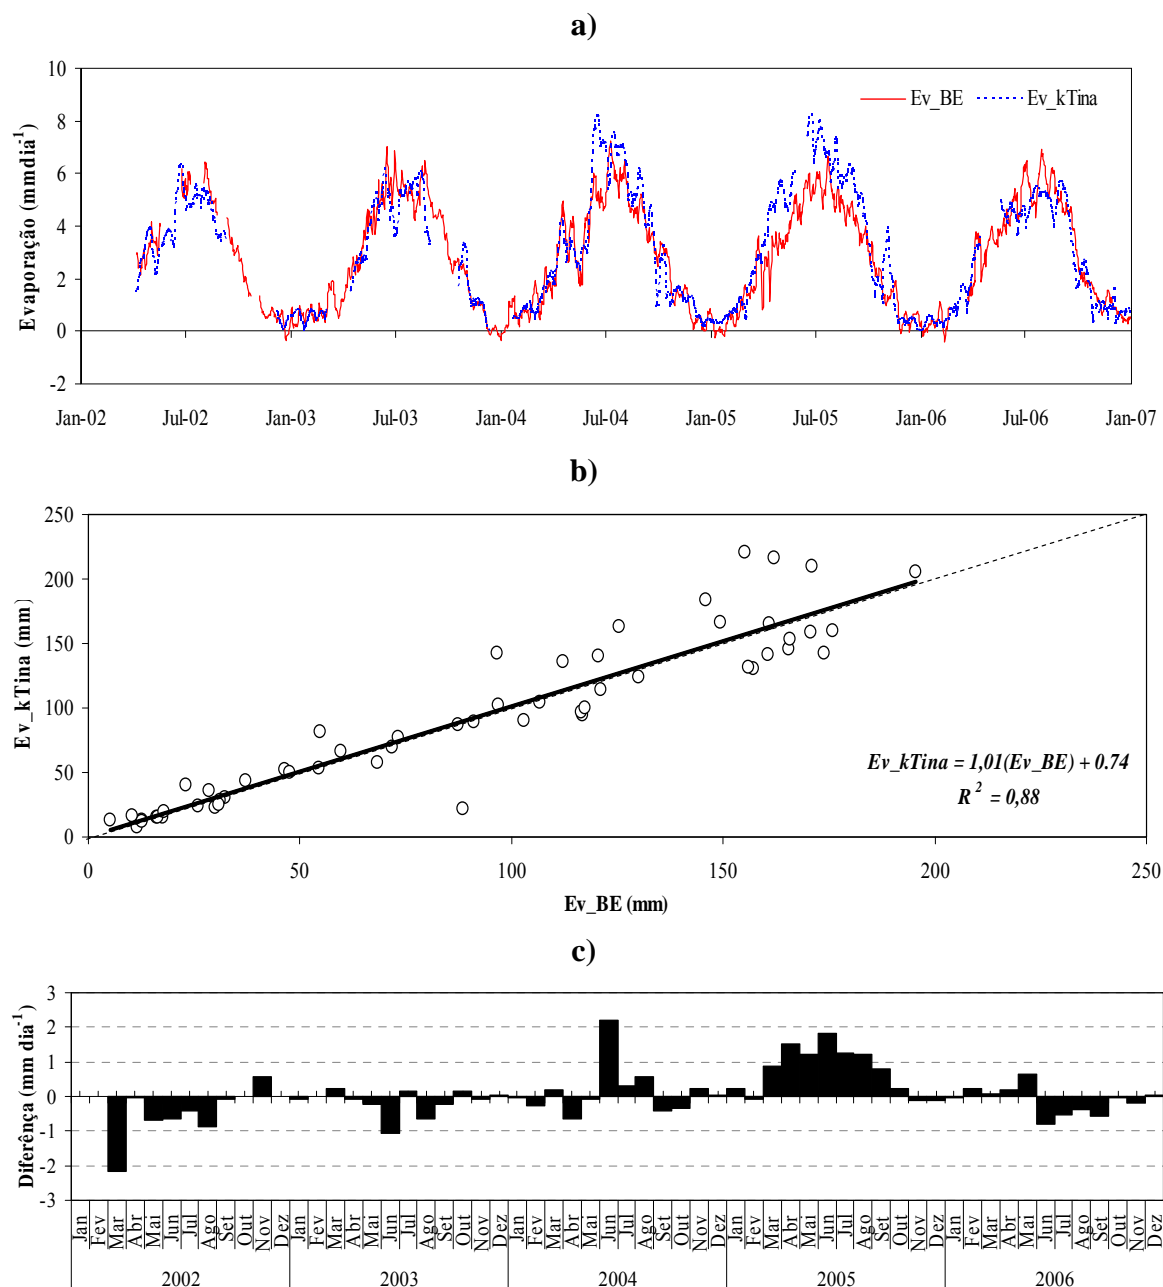 a)
10
8
6
4
2
0
-2
Evaporação (mmdia-1)
Ev_BE Ev_kTina
Jan-02 Jul-02 Jan-03 Jul-03 Jan-04 Jul-04 Jan-05 Jul-05 Jan-06 Jul-06 Jan-07
b)
250
200
150
100
50
0
Ev_kTina (mm)
Ev_kTina = 1,01(Ev_BE) + 0.74
R2 = 0,88
0 50 100 150 200 250
Ev_BE (mm)
c)
3
2
1
0
-1
-2
-3
Diferênça (mm dia-1)
Jan Fev Mar Abr Mai Jun Jul Ago Set Out Nov Dez Jan Fev Mar Abr Mai Jun Jul Ago Set Out Nov Dez Jan Fev Mar Abr Mai Jun Jul Ago Set Out Nov Dez Jan Fev Mar Abr Mai Jun Jul Ago Set Out Nov Dez Jan Fev Mar Abr Mai Jun Jul Ago Set Out Nov Dez
2002 2003 2004 2005 2006